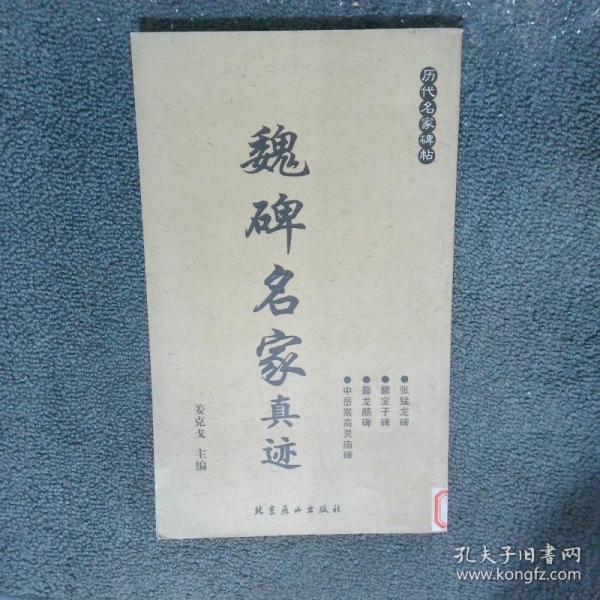 历代名家碑帖
魏碑名家真迹
●张猛龙碑
●爨宝子碑
●爨龙颜碑
●中岳嵩高灵庙碑
姜克戈 主编
北京燕山出版社
孔夫子旧书网
www.kongfz.com